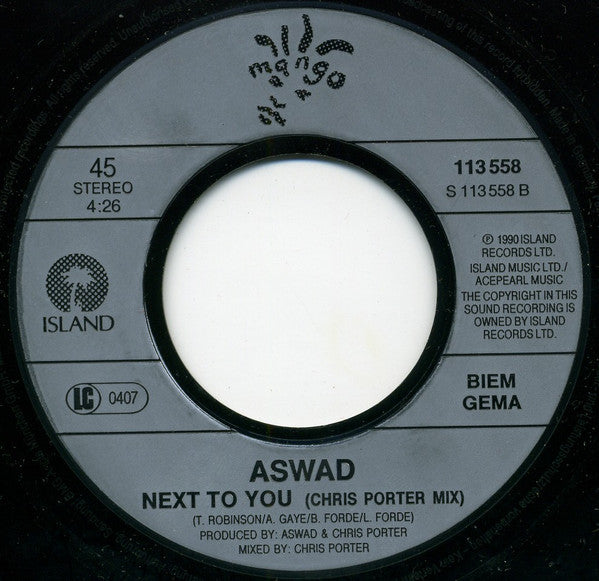 mango
45
STEREO
4:26
113 558
S 113 558 B
℗ 1990 ISLAND
RECORDS LTD.
ISLAND MUSIC LTD./
ACEPEARL MUSIC
THE COPYRIGHT IN THIS
SOUND RECORDING IS
OWNED BY ISLAND
RECORDS LTD.
ISLAND
LC 0407
BIEM
GEMA
ASWAD
NEXT TO YOU (CHRIS PORTER MIX)
(T. ROBINSON/A. GAYE/B. FORDE/L. FORDE)
PRODUCED BY: ASWAD & CHRIS PORTER
MIXED BY: CHRIS PORTER